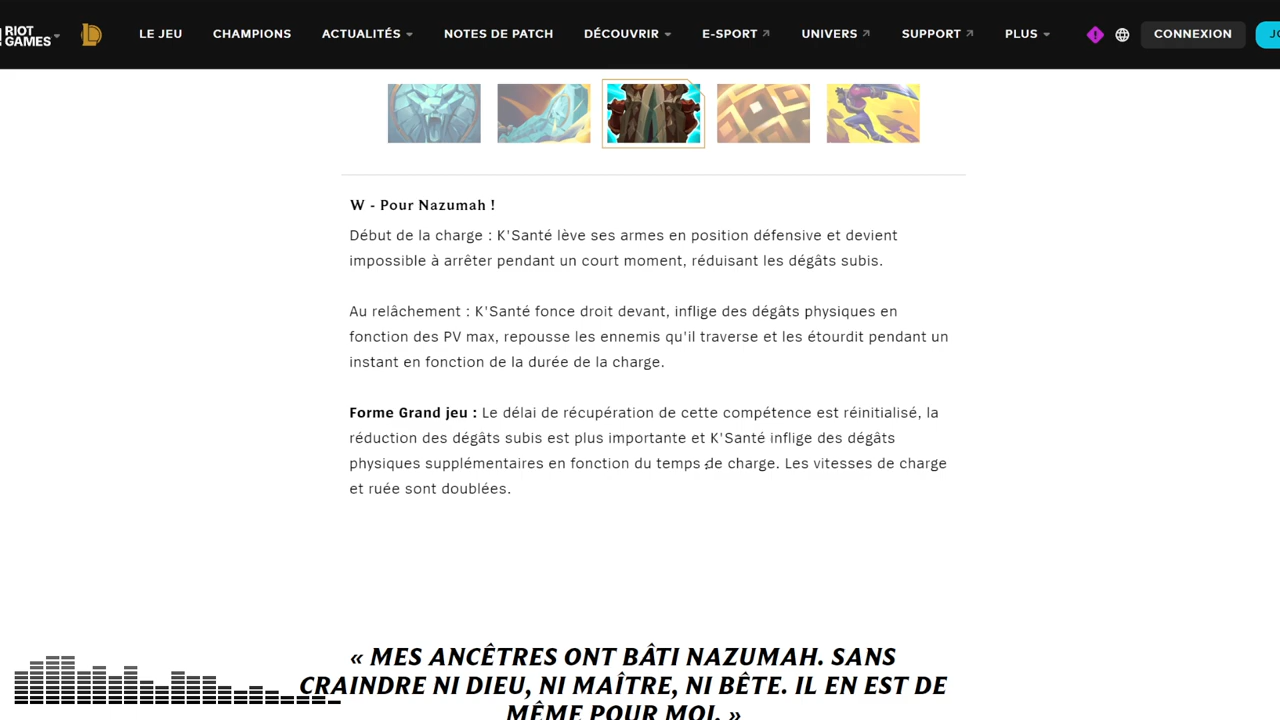 RIOT
GAMES
LE JEU
CHAMPIONS
ACTUALITÉS
NOTES DE PATCH
DÉCOUVRIR
E-SPORT
UNIVERS
SUPPORT
PLUS
CONNEXION
W - Pour Nazumah !
Début de la charge : K'Santé lève ses armes en position défensive et devient
impossible à arrêter pendant un court moment, réduisant les dégâts subis.
Au relâchement : K'Santé fonce droit devant, inflige des dégâts physiques en
fonction des PV max, repousse les ennemis qu'il traverse et les étourdit pendant un
instant en fonction de la durée de la charge.
Forme Grand jeu : Le délai de récupération de cette compétence est réinitialisé, la
réduction des dégâts subis est plus importante et K'Santé inflige des dégâts
physiques supplémentaires en fonction du temps de charge. Les vitesses de charge
et ruée sont doublées.
« MES ANCÊTRES ONT BÂTI NAZUMAH. SANS
CRAINDRE NI DIEU, NI MAÎTRE, NI BÊTE. IL EN EST DE
MÊME POUR MOI. »